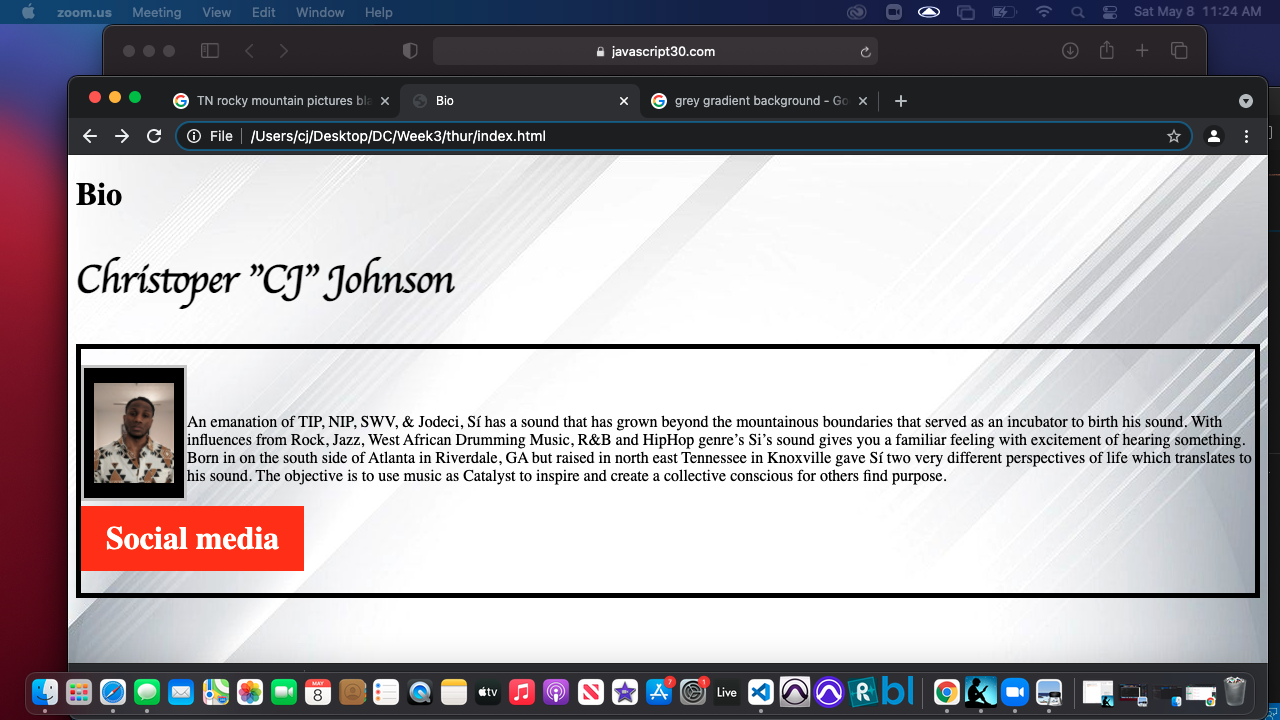 zoom.us Meeting View Edit Window Help Sat May 8 11:24 AM
javascript30.com
TN rocky mountain pictures bla
Bio
grey gradient background - Go
File /Users/cj/Desktop/DC/Week3/thur/index.html
Bio
Christoper "CJ" Johnson
An emanation of TIP, NIP, SWV, & Jodeci, Sí has a sound that has grown beyond the mountainous boundaries that served as an incubator to birth his sound. With
influences from Rock, Jazz, West African Drumming Music, R&B and HipHop genre’s Si’s sound gives you a familiar feeling with excitement of hearing something.
Born in on the south side of Atlanta in Riverdale, GA but raised in north east Tennessee in Knoxville gave Sí two very different perspectives of life which translates to
his sound. The objective is to use music as Catalyst to inspire and create a collective conscious for others find purpose.
Social media
MAY
8
tv
7
1
Live
R
bl